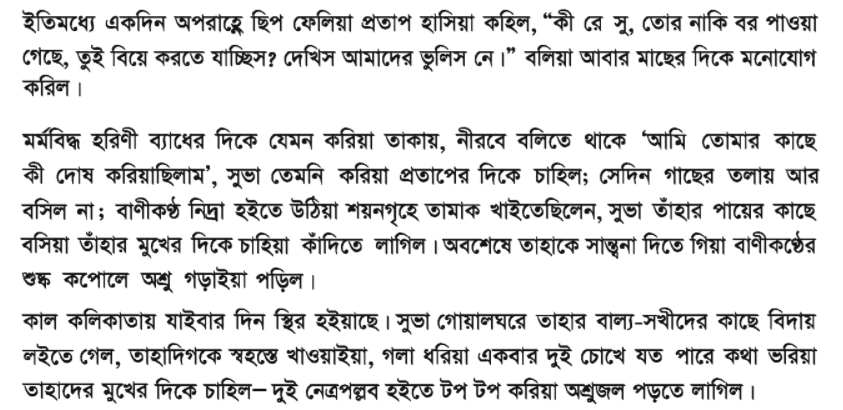 ইতিমধ্যে একদিন অপরাহ্ণে ছিপ ফেলিয়া প্রতাপ হাসিয়া কহিল, “কী রে সু, তোর নাকি বর পাওয়া
গেছে, তুই বিয়ে করতে যাচ্ছিস? দেখিস আমাদের ভুলিস নে।” বলিয়া আবার মাছের দিকে মনোযোগ
করিল।
মর্মবিদ্ধ হরিণী ব্যাধের দিকে যেমন করিয়া তাকায়, নীরবে বলিতে থাকে ‘আমি তোমার কাছে
কী দোষ করিয়াছিলাম’, সুভা তেমনি করিয়া প্রতাপের দিকে চাহিল; সেদিন গাছের তলায় আর
বসিল না; বাণীকণ্ঠ নিদ্রা হইতে উঠিয়া শয়নগৃহে তামাক খাইতেছিলেন, সুভা তাঁহার পায়ের কাছে
বসিয়া তাঁহার মুখের দিকে চাহিয়া কাঁদিতে লাগিল। অবশেষে তাহাকে সান্ত্বনা দিতে গিয়া বাণীকণ্ঠের
শুষ্ক কপোলে অশ্রু গড়াইয়া পড়িল।
কাল কলিকাতায় যাইবার দিন স্থির হইয়াছে। সুভা গোয়ালঘরে তাহার বাল্য-সখীদের কাছে বিদায়
লইতে গেল, তাহাদিগকে স্বহস্তে খাওয়াইয়া, গলা ধরিয়া একবার দুই চোখে যত পারে কথা ভরিয়া
তাহাদের মুখের দিকে চাহিল– দুই নেত্রপল্লব হইতে টপ টপ করিয়া অশ্রুজল পড়তে লাগিল।